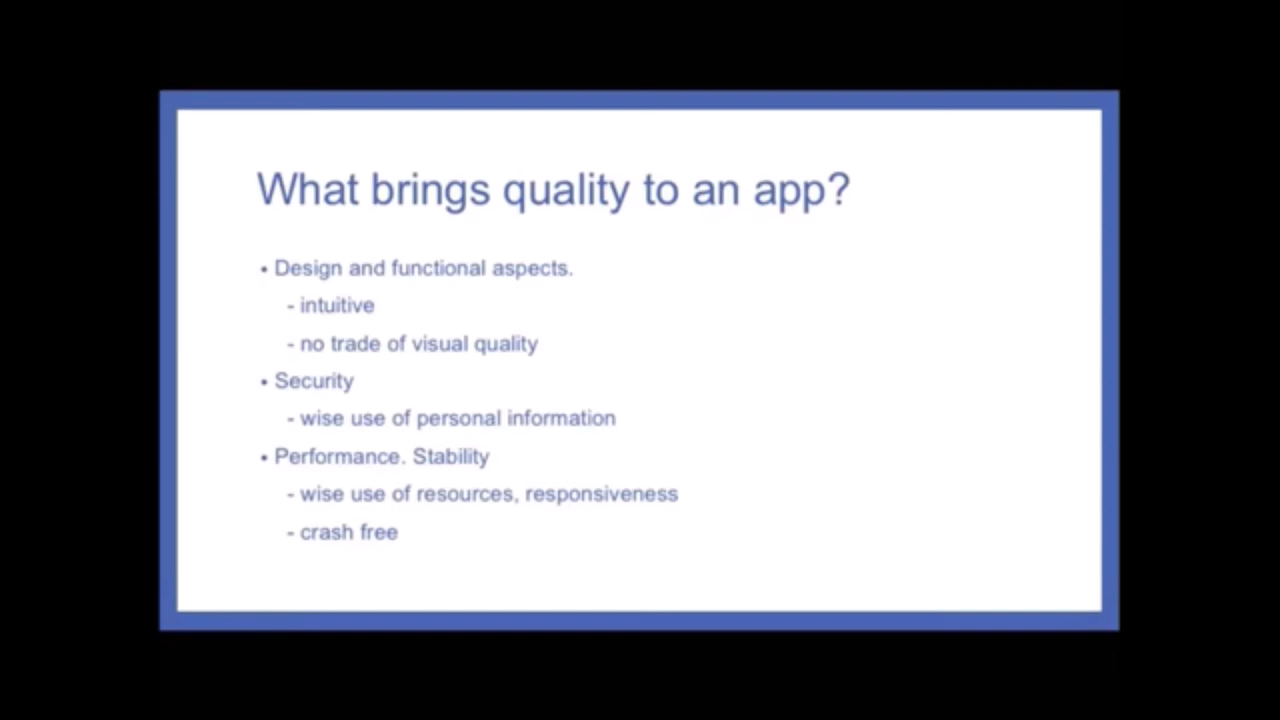 What brings quality to an app?
• Design and functional aspects.
- intuitive
- no trade of visual quality
• Security
- wise use of personal information
• Performance. Stability
- wise use of resources, responsiveness
- crash free